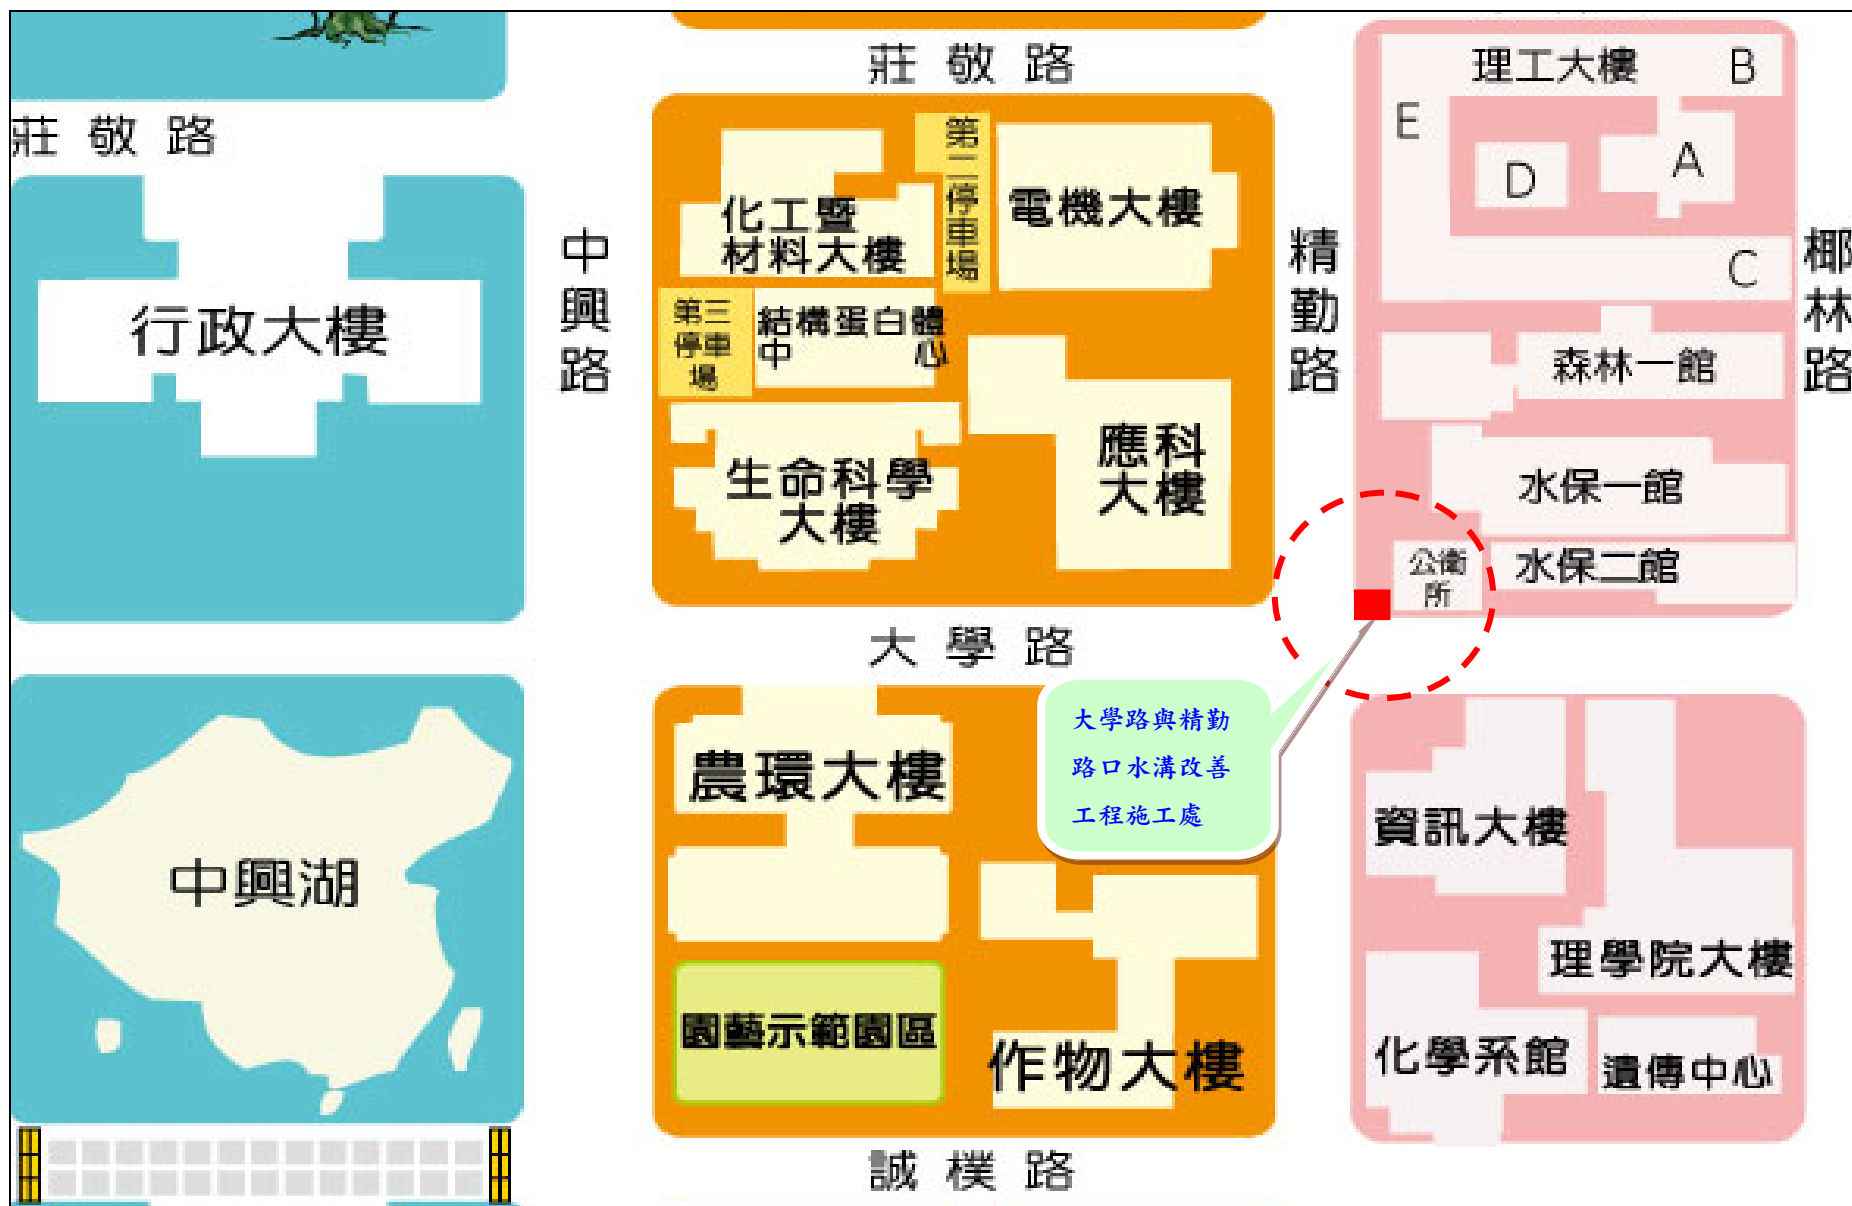 莊敬路
莊敬路
行政大樓
中興路
化工暨
材料大樓
第二停車場
電機大樓
第三
停車
場
結構蛋白體
中心
生命科學
大樓
應科
大樓
精勤路
理工大樓
B
E
D
A
C
椰林路
森林一館
水保一館
公衛
所
水保二館
大學路
大學路與精勤
路口水溝改善
工程施工處
中興湖
農環大樓
園藝示範園區
作物大樓
資訊大樓
理學院大樓
化學系館
遺傳中心
誠樸路